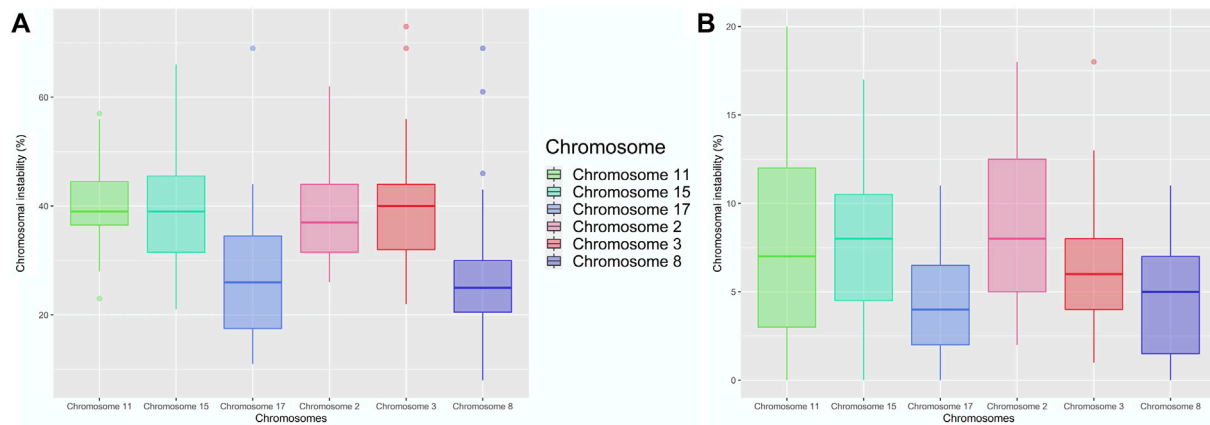 A
Chromosomal instability (%)
60
40
20
Chromosome 11
Chromosome 15
Chromosome 17
Chromosome 2
Chromosome 3
Chromosome 8
Chromosomes
Chromosome
Chromosome 11
Chromosome 15
Chromosome 17
Chromosome 2
Chromosome 3
Chromosome 8
B
Chromosomal instability (%)
20
15
10
5
0
Chromosome 11
Chromosome 15
Chromosome 17
Chromosome 2
Chromosome 3
Chromosome 8
Chromosomes